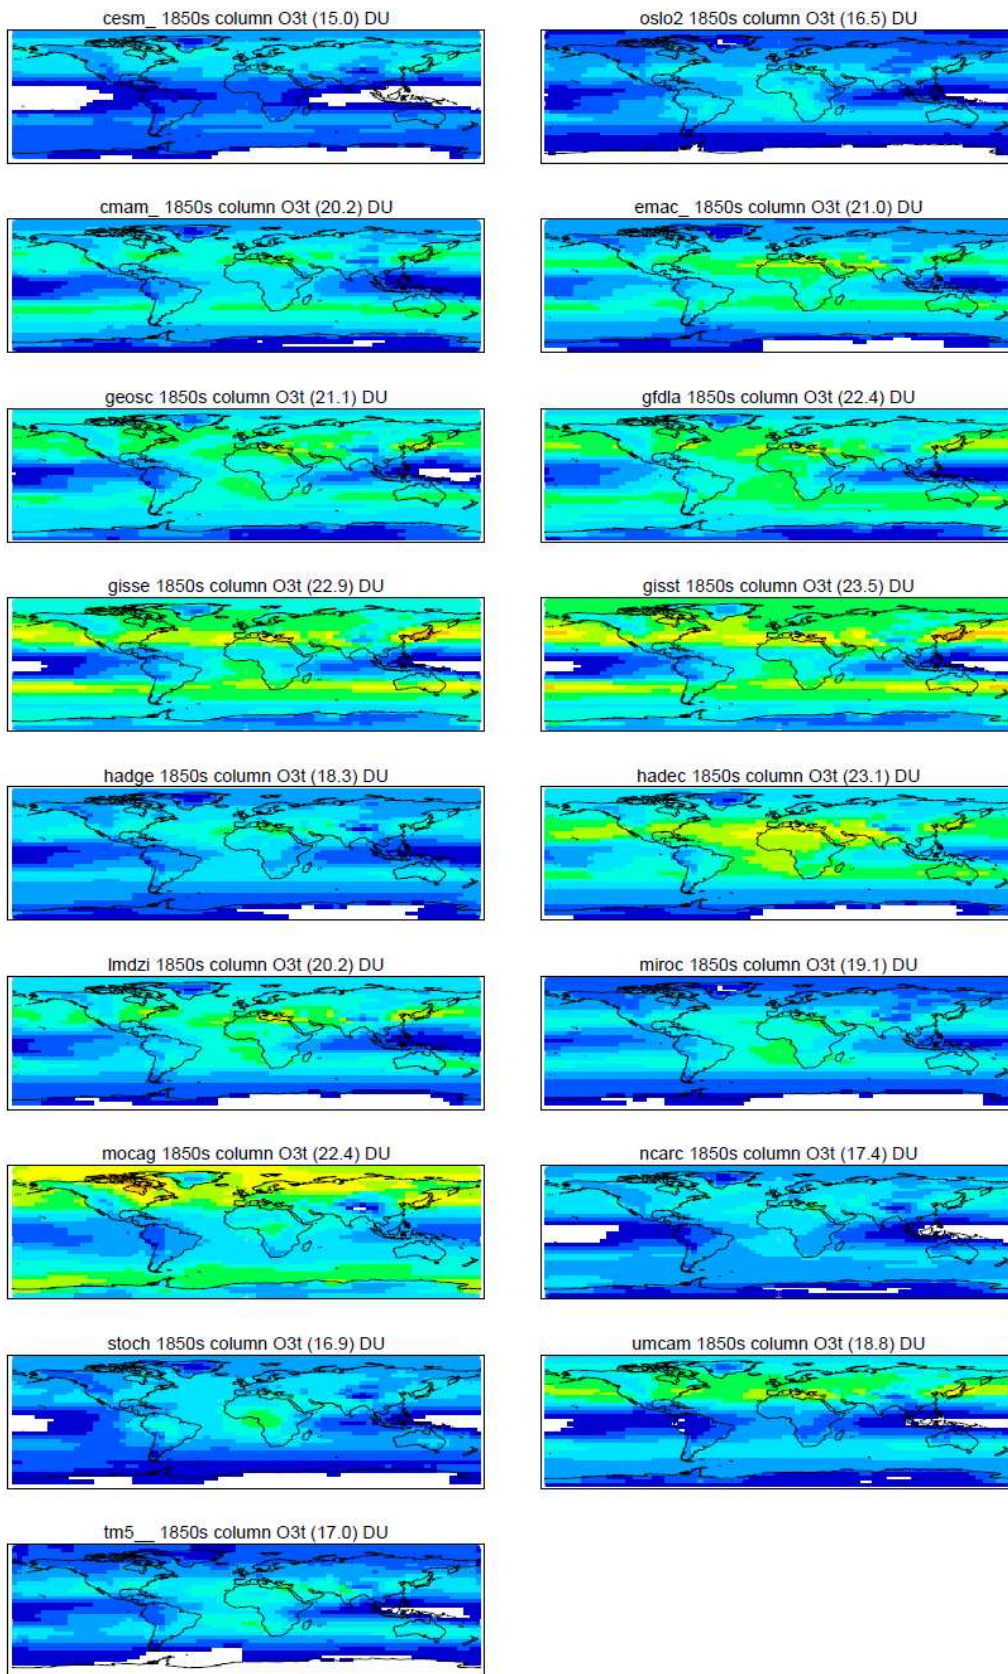 cesm_ 1850s column O3t (15.0) DU
oslo2 1850s column O3t (16.5) DU
cmam_ 1850s column O3t (20.2) DU
emac_ 1850s column O3t (21.0) DU
geosc 1850s column O3t (21.1) DU
gfdla 1850s column O3t (22.4) DU
gisse 1850s column O3t (22.9) DU
gisst 1850s column O3t (23.5) DU
hadge 1850s column O3t (18.3) DU
hadec 1850s column O3t (23.1) DU
lmdzi 1850s column O3t (20.2) DU
miroc 1850s column O3t (19.1) DU
mocag 1850s column O3t (22.4) DU
ncarc 1850s column O3t (17.4) DU
stoch 1850s column O3t (16.9) DU
umcam 1850s column O3t (18.8) DU
tm5__ 1850s column O3t (17.0) DU